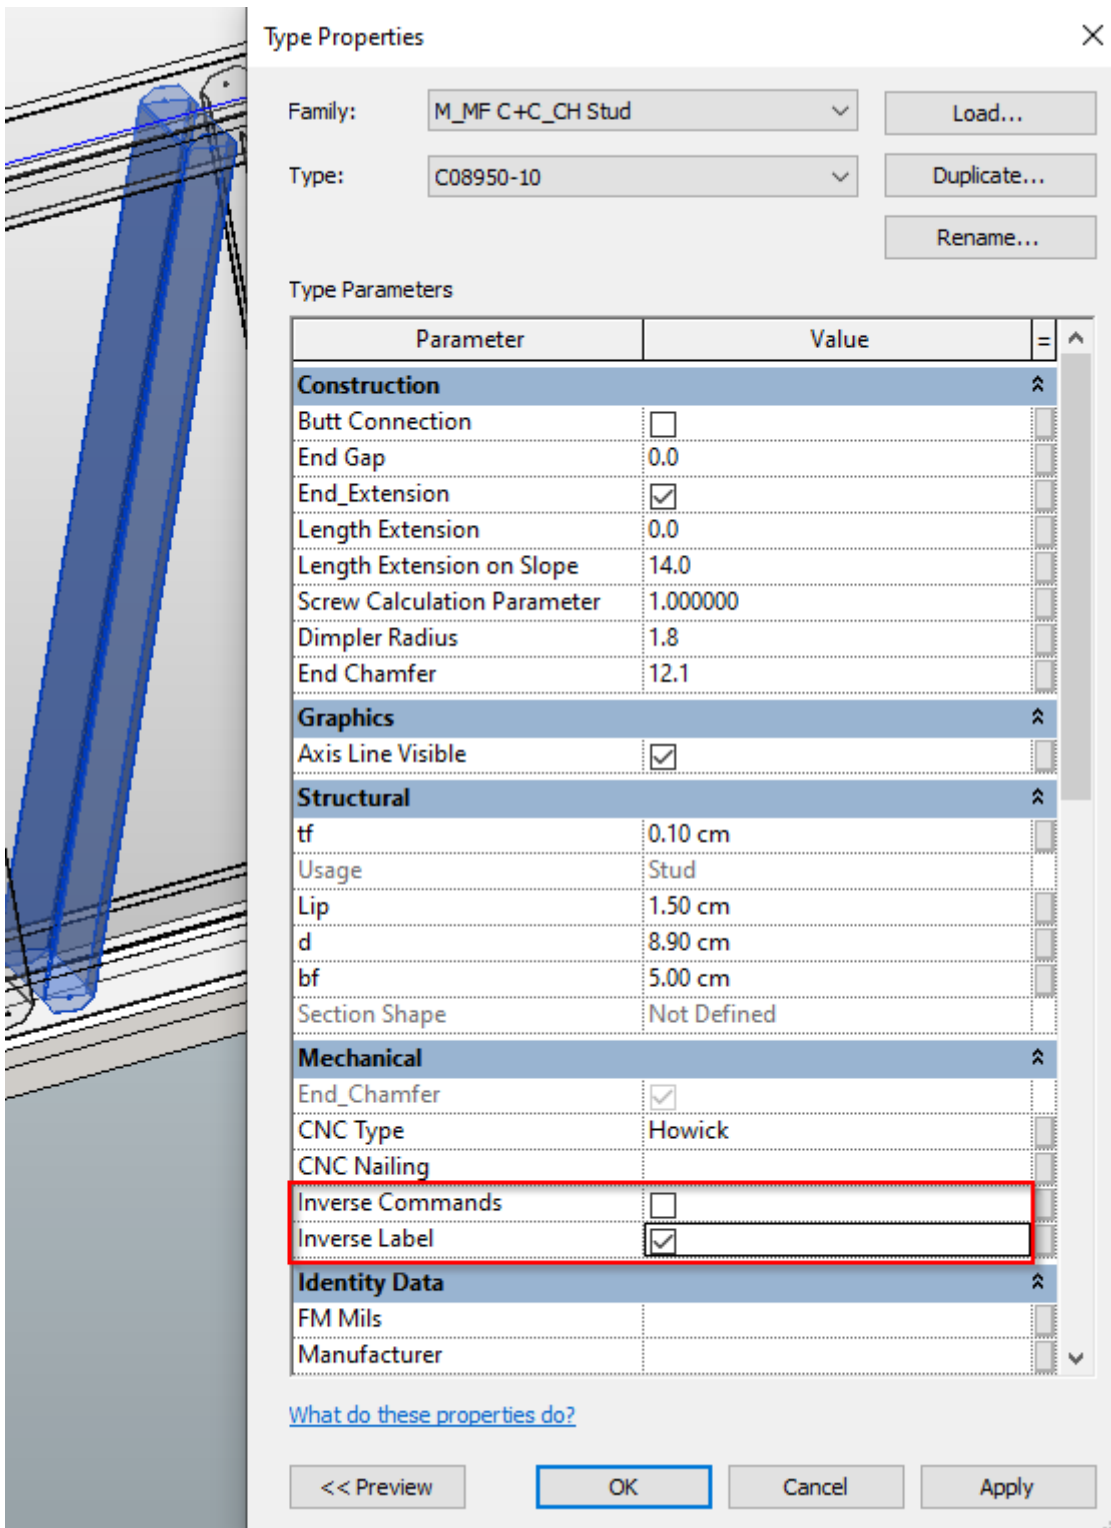 Type Properties
Family: M_MF C+C_CH Stud Load...
Type: C08950-10 Duplicate...
Rename...
Type Parameters
Parameter Value =
Construction
Butt Connection
End Gap 0.0
End_Extension
Length Extension 0.0
Length Extension on Slope 14.0
Screw Calculation Parameter 1.000000
Dimpler Radius 1.8
End Chamfer 12.1
Graphics
Axis Line Visible
Structural
tf 0.10 cm
Usage Stud
Lip 1.50 cm
d 8.90 cm
bf 5.00 cm
Section Shape Not Defined
Mechanical
End_Chamfer
CNC Type Howick
CNC Nailing
Inverse Commands
Inverse Label
Identity Data
FM Mils
Manufacturer
What do these properties do?
<< Preview OK Cancel Apply